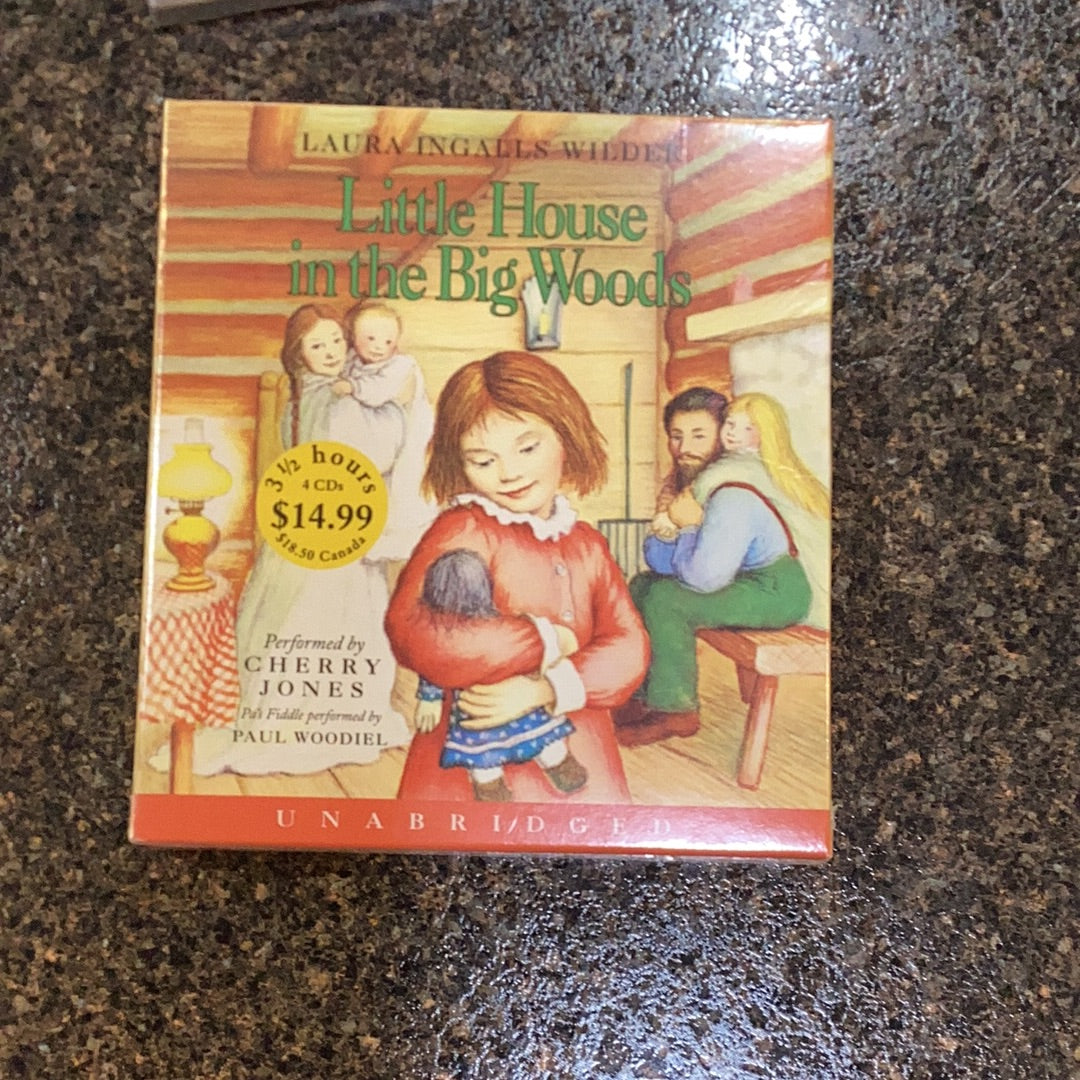 LAURA INGALLS WILDER
Little House
in the Big Woods
3 1/2 hours
4 CDs
$14.99
$18.50 Canada
Performed by
CHERRY
JONES
Pa's Fiddle performed by
PAUL WOODIEL
UNABRIDGED